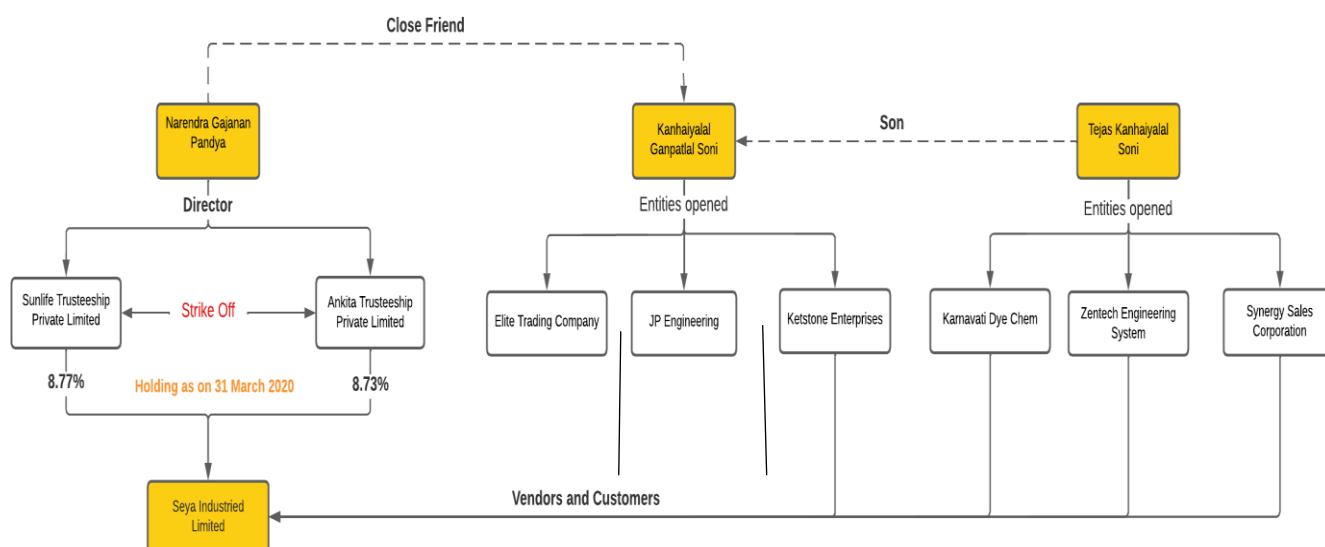 Close Friend
Narendra Gajanan
Pandya
Kanhaiyalal
Ganpatlal Soni
Son
Tejas Kanhaiyalal
Soni
Director
Entities opened
Entities opened
Sunlife Trusteeship
Private Limited
Strike Off
Ankita Trusteeship
Private Limited
Elite Trading Company
JP Engineering
Ketstone Enterprises
Karnavati Dye Chem
Zentech Engineering
System
Synergy Sales
Corporation
8.77%
Holding as on 31 March 2020
8.73%
Vendors and Customers
Seya Industried
Limited